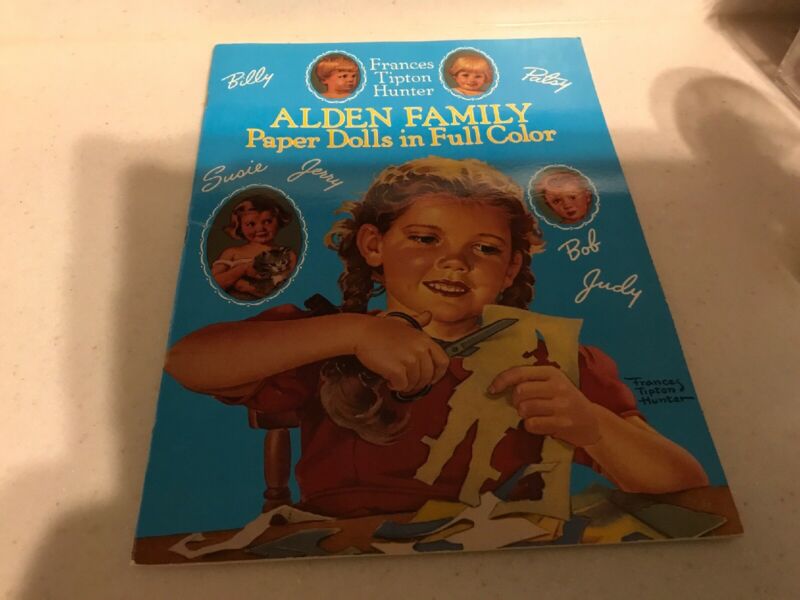 Billy
Frances
Tipton
Hunter
Patsy
ALDEN FAMILY
Paper Dolls in Full Color
Susie
Jerry
Bob
Judy
Frances
Tipton
Hunter